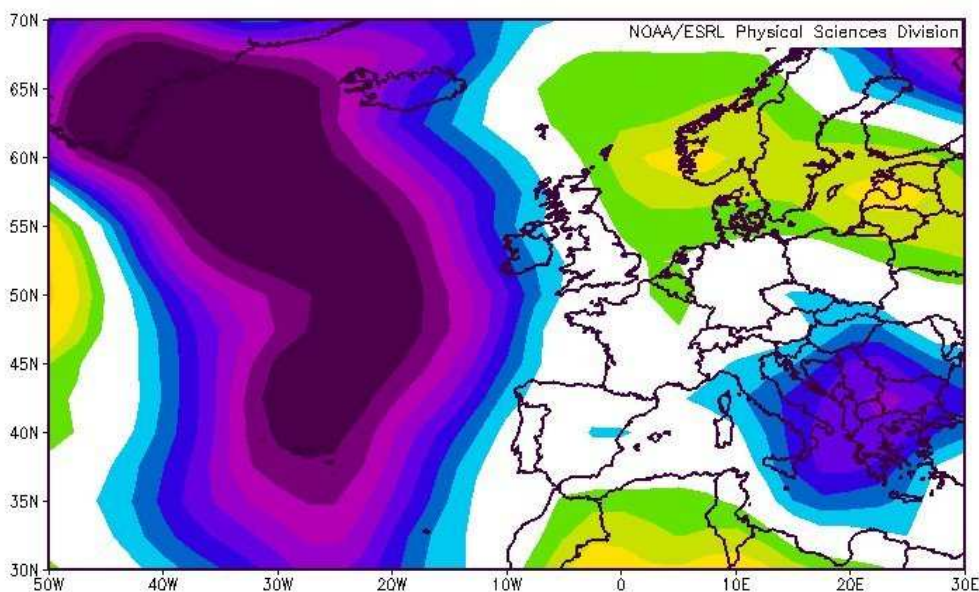 70N
NOAA/ESRL Physical Sciences Division
65N
60N
55N
50N
45N
40N
35N
30N
50W 40W 30W 20W 10W 0 10E 20E 30E